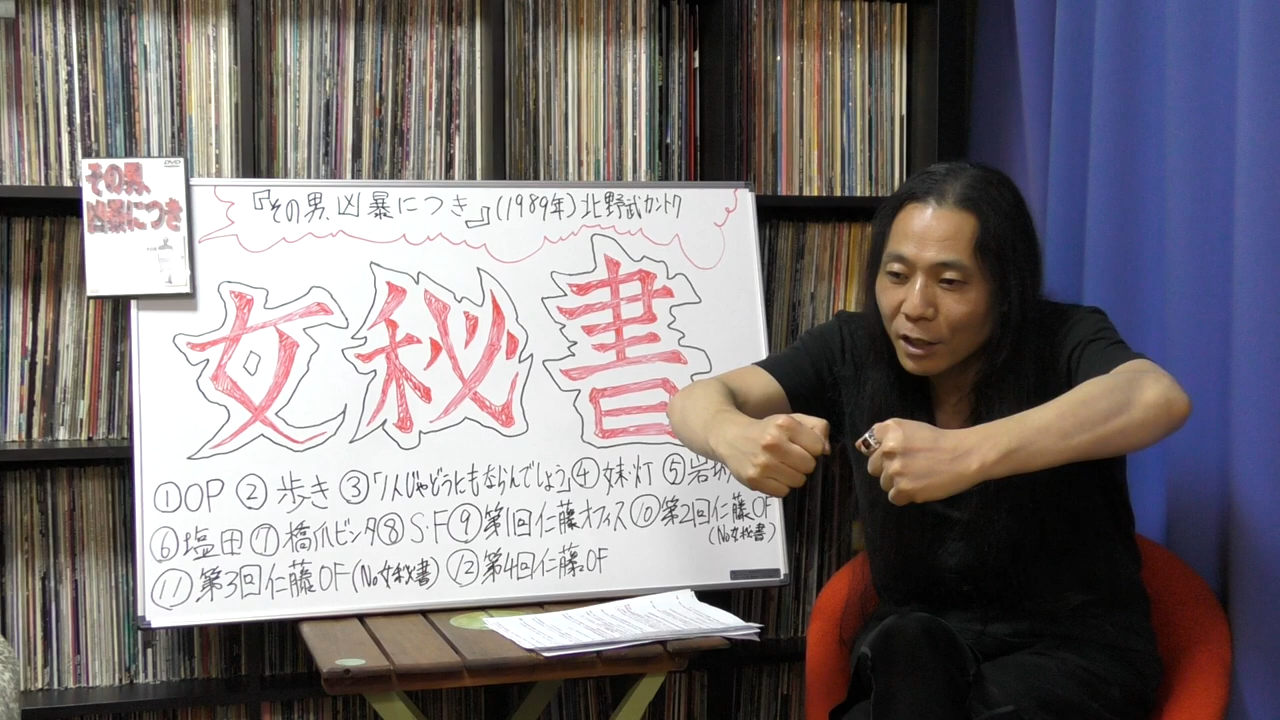 DVD
その男、
凶暴につき
『その男、凶暴につき』(1989年)北野武カントク
女秘書
①OP ②歩き ③「1人じゃどうにもならんでしょう」④妹・灯 ⑤岩城
⑥塩田 ⑦橋爪ビンタ ⑧S・F ⑨第1回仁藤オフィス ⑩第2回仁藤OF
(No女秘書)
⑪第3回仁藤OF(No女秘書) ⑫第4回仁藤OF